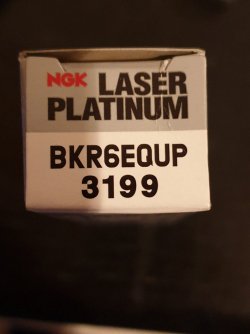 NGK LASER
PLATINUM
BKR6EQUP
3199